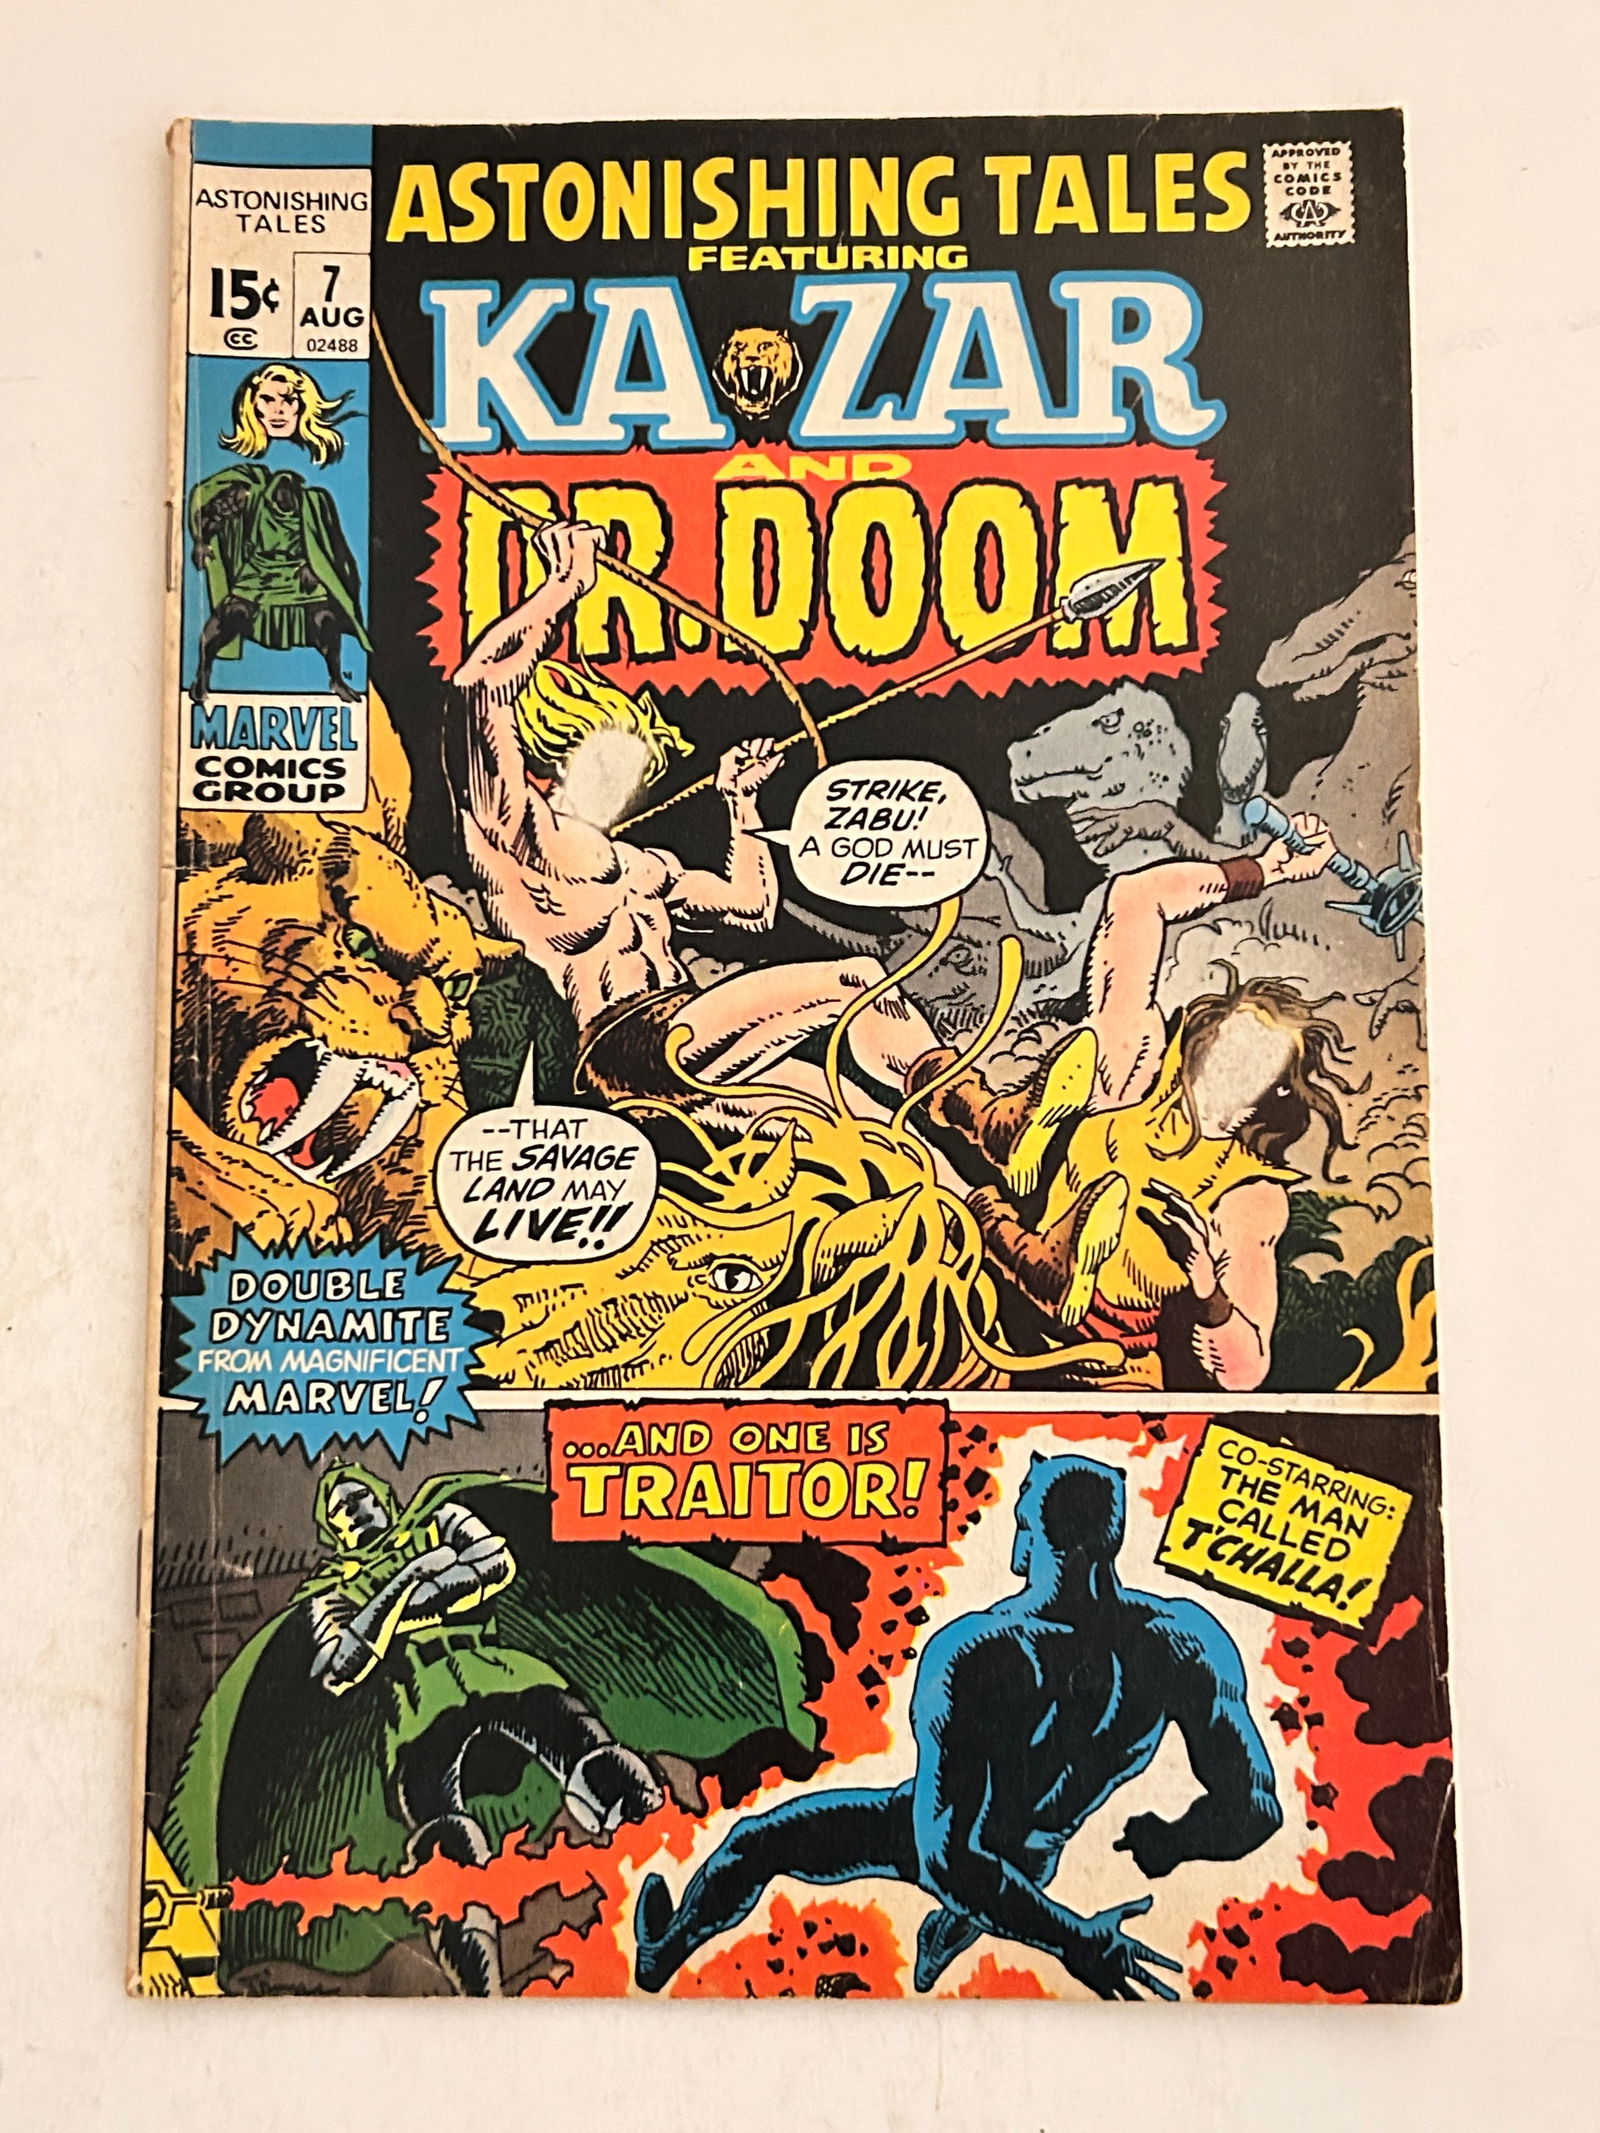 ASTONISHING
TALES
15¢
CC
7
AUG
02488
MARVEL
COMICS
GROUP
ASTONISHING TALES
FEATURING
KA-ZAR
AND
DR. DOOM
APPROVED
BY THE
COMICS
CODE
CA
AUTHORITY
STRIKE,
ZABU!
A GOD MUST
DIE--
--THAT
THE SAVAGE
LAND MAY
LIVE!!
DOUBLE
DYNAMITE
FROM MAGNIFICENT
MARVEL!
...AND ONE IS
TRAITOR!
CO-STARRING:
THE MAN
CALLED
T'CHALLA!